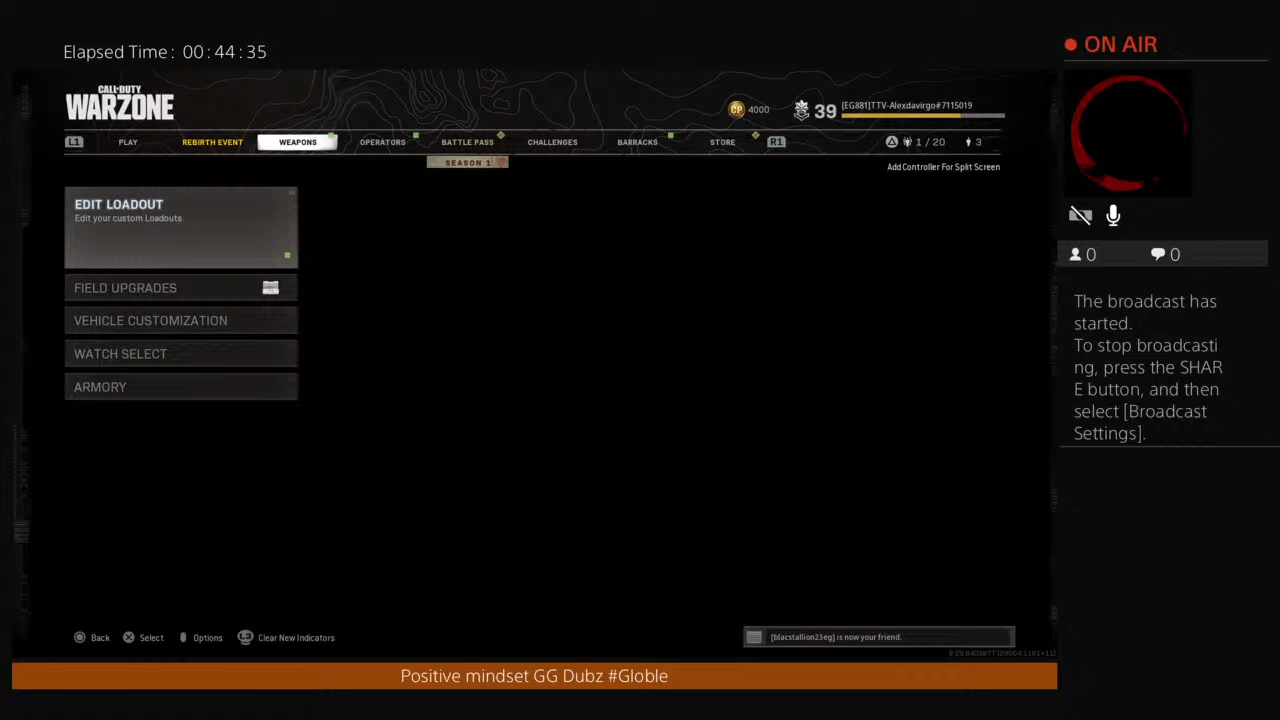 Elapsed Time: 00:44:35
ON AIR
CALL OF DUTY
WARZONE
CP 4000
39
[EG881]TTV-Alexdavirgo#7115019
L1 PLAY REBIRTH EVENT WEAPONS OPERATORS BATTLE PASS CHALLENGES BARRACKS STORE R1
1 / 20 3
SEASON 1
Add Controller For Split Screen
EDIT LOADOUT
Edit your custom Loadouts.
FIELD UPGRADES
VEHICLE CUSTOMIZATION
WATCH SELECT
ARMORY
0 0
The broadcast has
started.
To stop broadcasti
ng, press the SHAR
E button, and then
select [Broadcast
Settings].
Back Select Options Clear New Indicators
[blacstallion23eg] is now your friend.
Positive mindset GG Dubz #Globle